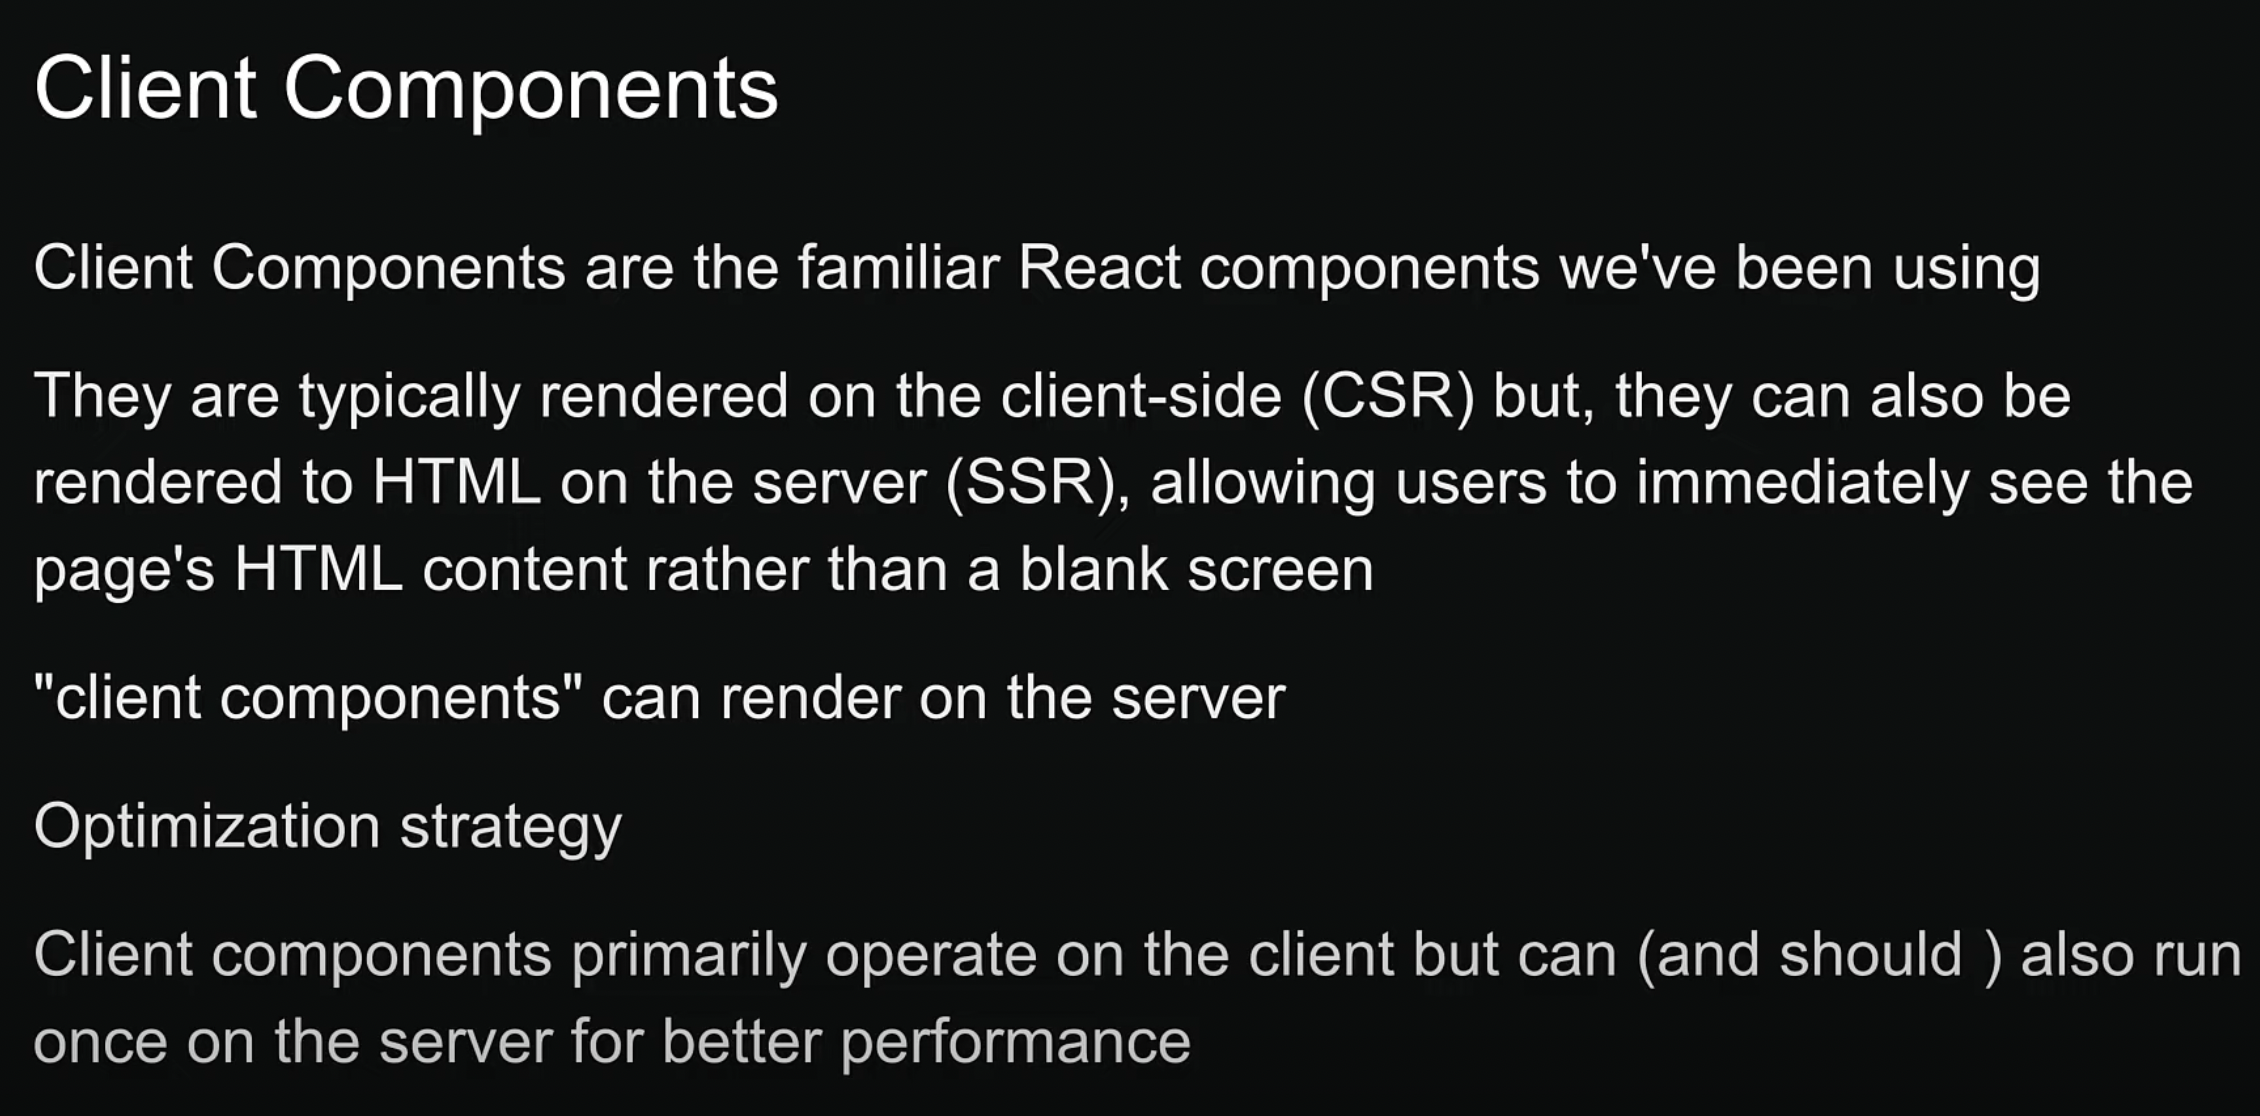 Client Components
Client Components are the familiar React components we've been using
They are typically rendered on the client-side (CSR) but, they can also be
rendered to HTML on the server (SSR), allowing users to immediately see the
page's HTML content rather than a blank screen
"client components" can render on the server
Optimization strategy
Client components primarily operate on the client but can (and should ) also run
once on the server for better performance